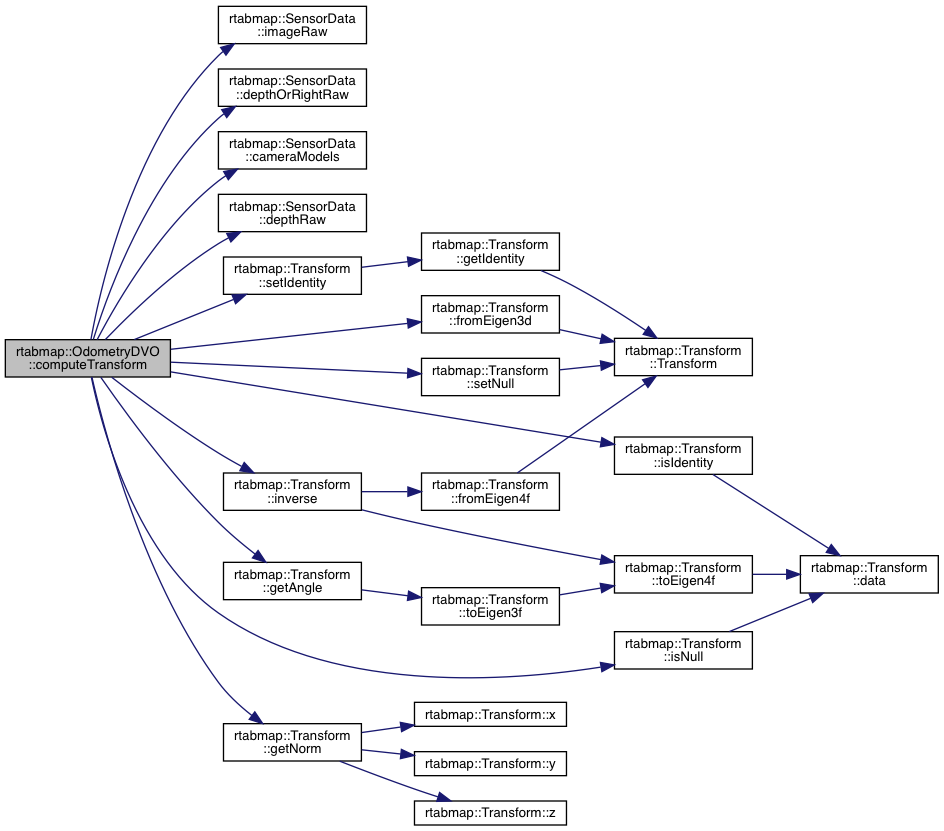 rtabmap::SensorData
::imageRaw
rtabmap::SensorData
::depthOrRightRaw
rtabmap::SensorData
::cameraModels
rtabmap::SensorData
::depthRaw
rtabmap::Transform
::setIdentity
rtabmap::Transform
::getIdentity
rtabmap::Transform
::fromEigen3d
rtabmap::OdometryDVO
::computeTransform
rtabmap::Transform
::setNull
rtabmap::Transform
::Transform
rtabmap::Transform
::isIdentity
rtabmap::Transform
::inverse
rtabmap::Transform
::fromEigen4f
rtabmap::Transform
::getAngle
rtabmap::Transform
::toEigen3f
rtabmap::Transform
::toEigen4f
rtabmap::Transform
::data
rtabmap::Transform
::isNull
rtabmap::Transform
::getNorm
rtabmap::Transform::x
rtabmap::Transform::y
rtabmap::Transform::z